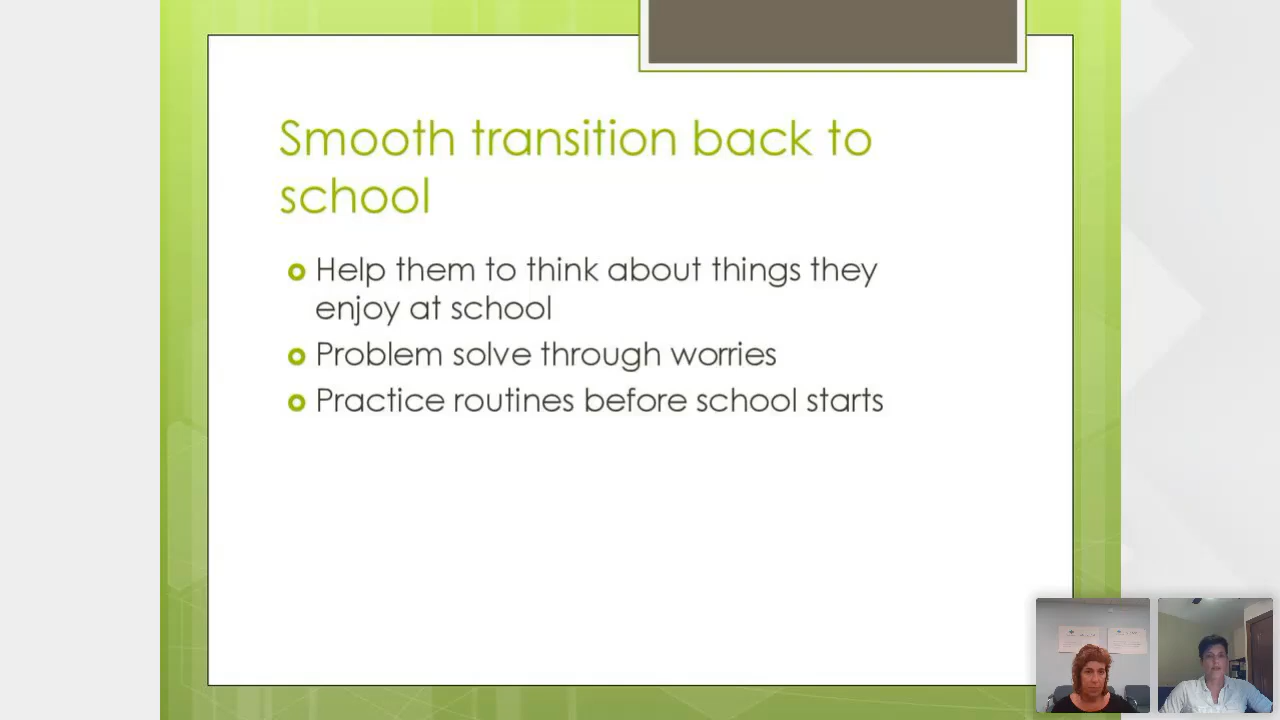 Smooth transition back to
school
Help them to think about things they
enjoy at school
Problem solve through worries
Practice routines before school starts